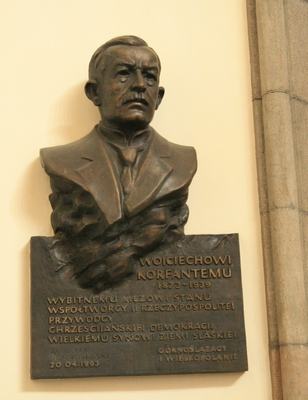 WOJCIECHOWI
KORFANTEMU
1873-1939
WYBITNEMU MĘŻOWI STANU
WSPÓŁTWÓRCY II RZECZYPOSPOLITEJ
PRZYWÓDCY
CHRZEŚCIJAŃSKIEJ DEMOKRACJI
WIELKIEMU SYNOWI ZIEMI ŚLĄSKIEJ
GÓRNOŚLĄZACY
I WIELKOPOLANIE
20.04.1993